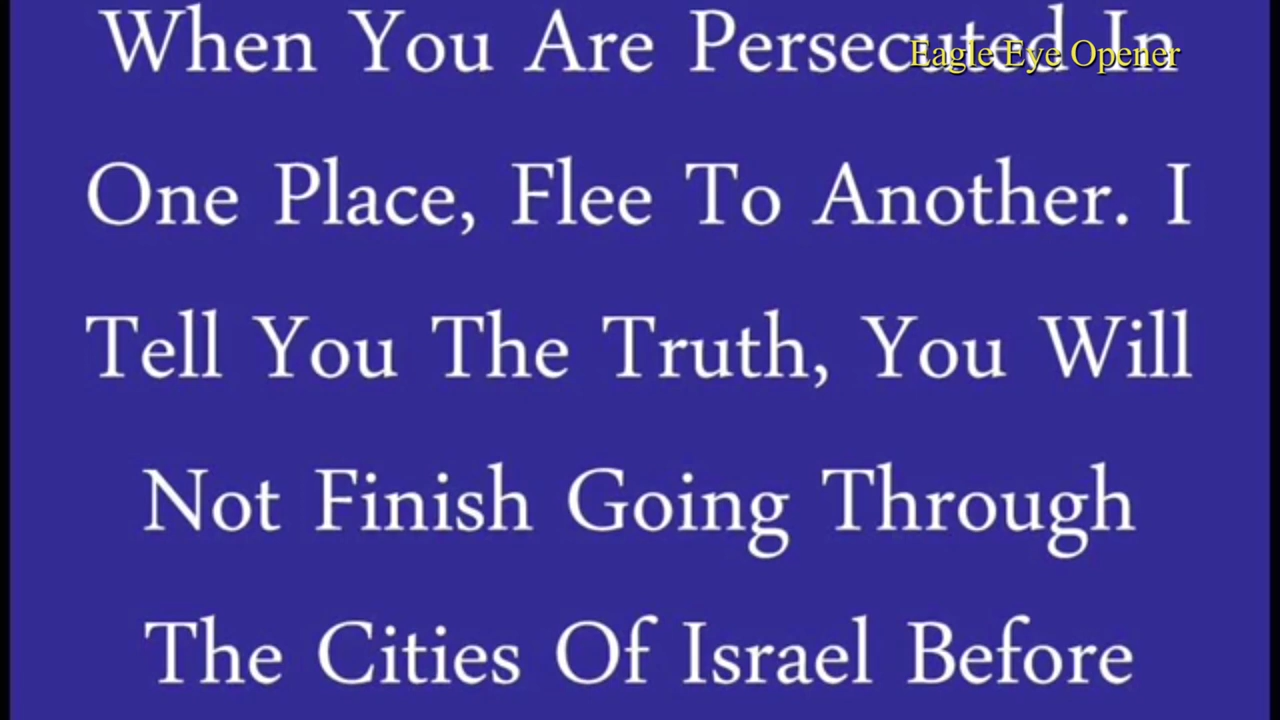 When You Are Persecuted In
Eagle Eye Opener
One Place, Flee To Another. I
Tell You The Truth, You Will
Not Finish Going Through
The Cities Of Israel Before